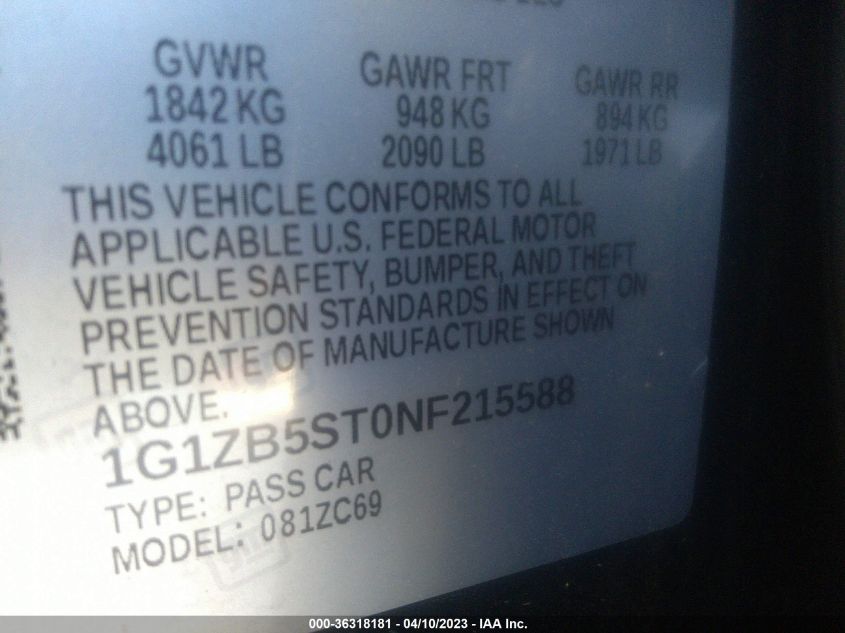 GVWR GAWR FRT GAWR RR
1842 KG 948 KG 894 KG
4061 LB 2090 LB 1971 LB
THIS VEHICLE CONFORMS TO ALL
APPLICABLE U.S. FEDERAL MOTOR
VEHICLE SAFETY, BUMPER, AND THEFT
PREVENTION STANDARDS IN EFFECT ON
THE DATE OF MANUFACTURE SHOWN
ABOVE.
1G1ZB5ST0NF215588
TYPE: PASS CAR
MODEL: 081ZC69
000-36318181 - 04/10/2023 - IAA Inc.